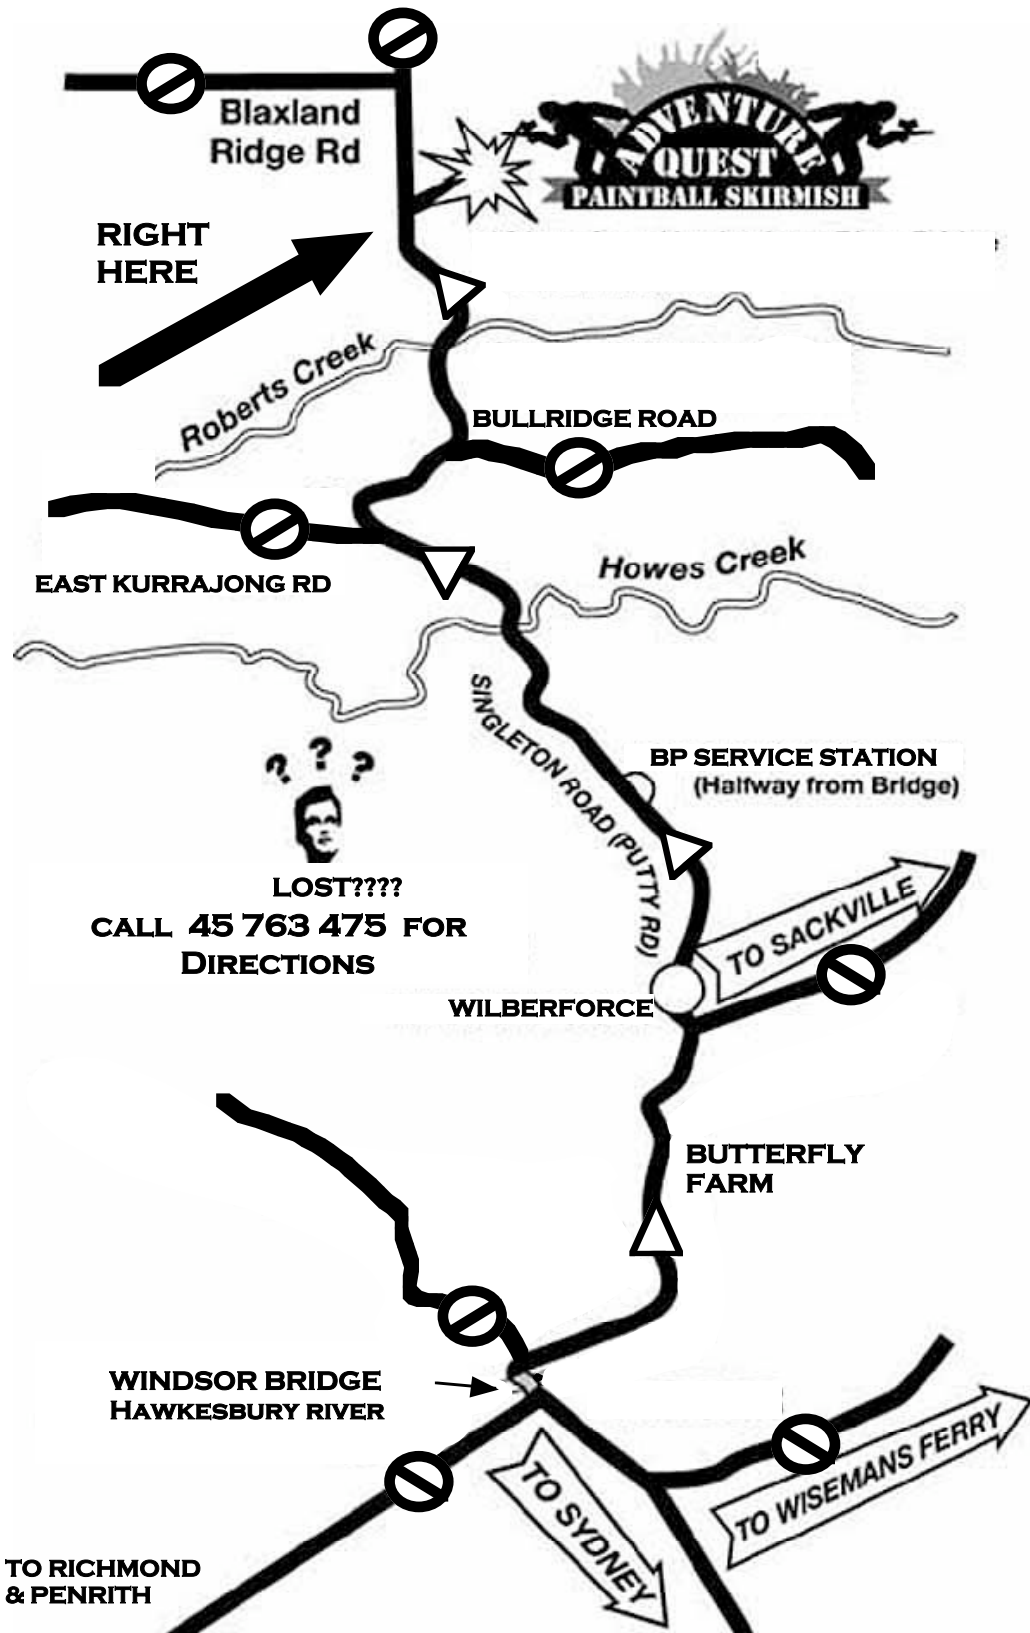 Blaxland
Ridge Rd
ADVENTURE
QUEST
PAINTBALL SKIRMISH
RIGHT
HERE
Roberts Creek
BULLRIDGE ROAD
EAST KURRAJONG RD
Howes Creek
SINGLETON ROAD (PUTTY RD)
BP SERVICE STATION
(Halfway from Bridge)
? ? ?
LOST????
CALL 45 763 475 FOR
DIRECTIONS
TO SACKVILLE
WILBERFORCE
BUTTERFLY
FARM
WINDSOR BRIDGE
HAWKESBURY RIVER
TO WISEMANS FERRY
TO SYDNEY
TO RICHMOND
& PENRITH